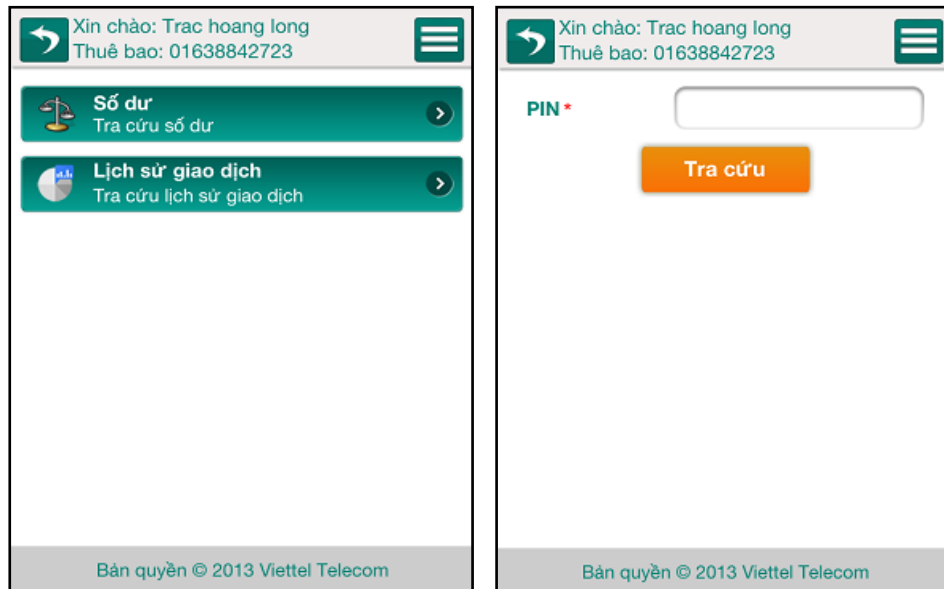 Xin chào: Trac hoang long
Thuê bao: 01638842723
Số dư
Tra cứu số dư
Lịch sử giao dịch
Tra cứu lịch sử giao dịch
Bản quyền © 2013 Viettel Telecom
Xin chào: Trac hoang long
Thuê bao: 01638842723
PIN *
Tra cứu
Bản quyền © 2013 Viettel Telecom